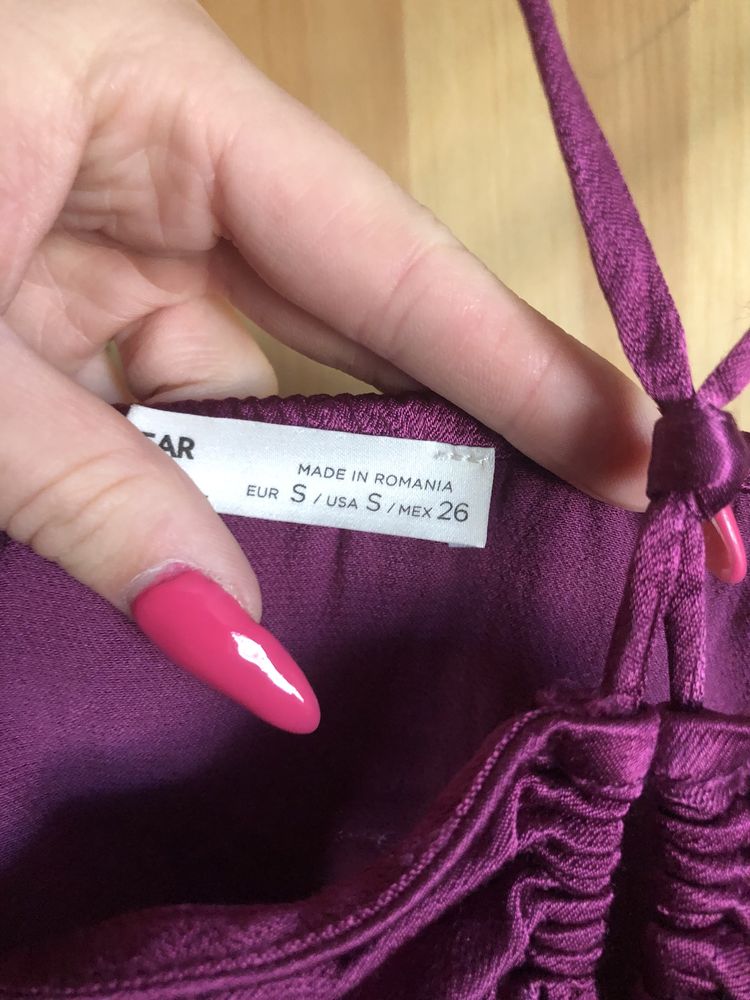 EAR
MADE IN ROMANIA
EUR S / USA S / MEX 26